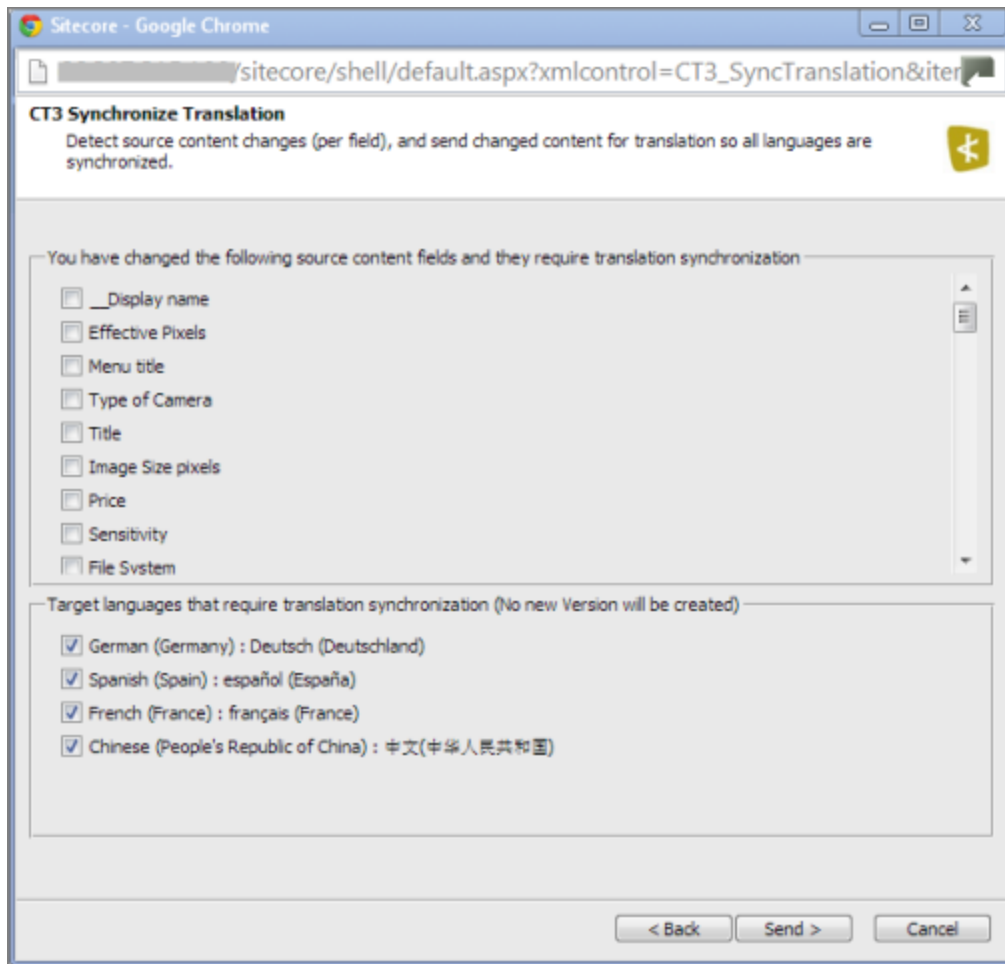 Sitecore - Google Chrome
/sitecore/shell/default.aspx?xmlcontrol=CT3_SyncTranslation&iter
CT3 Synchronize Translation
Detect source content changes (per field), and send changed content for translation so all languages are
synchronized.
You have changed the following source content fields and they require translation synchronization
__Display name
Effective Pixels
Menu title
Type of Camera
Title
Image Size pixels
Price
Sensitivity
File System
Target languages that require translation synchronization (No new Version will be created)
German (Germany) : Deutsch (Deutschland)
Spanish (Spain) : español (España)
French (France) : français (France)
Chinese (People's Republic of China) : 中文(中华人民共和国)
< Back
Send >
Cancel